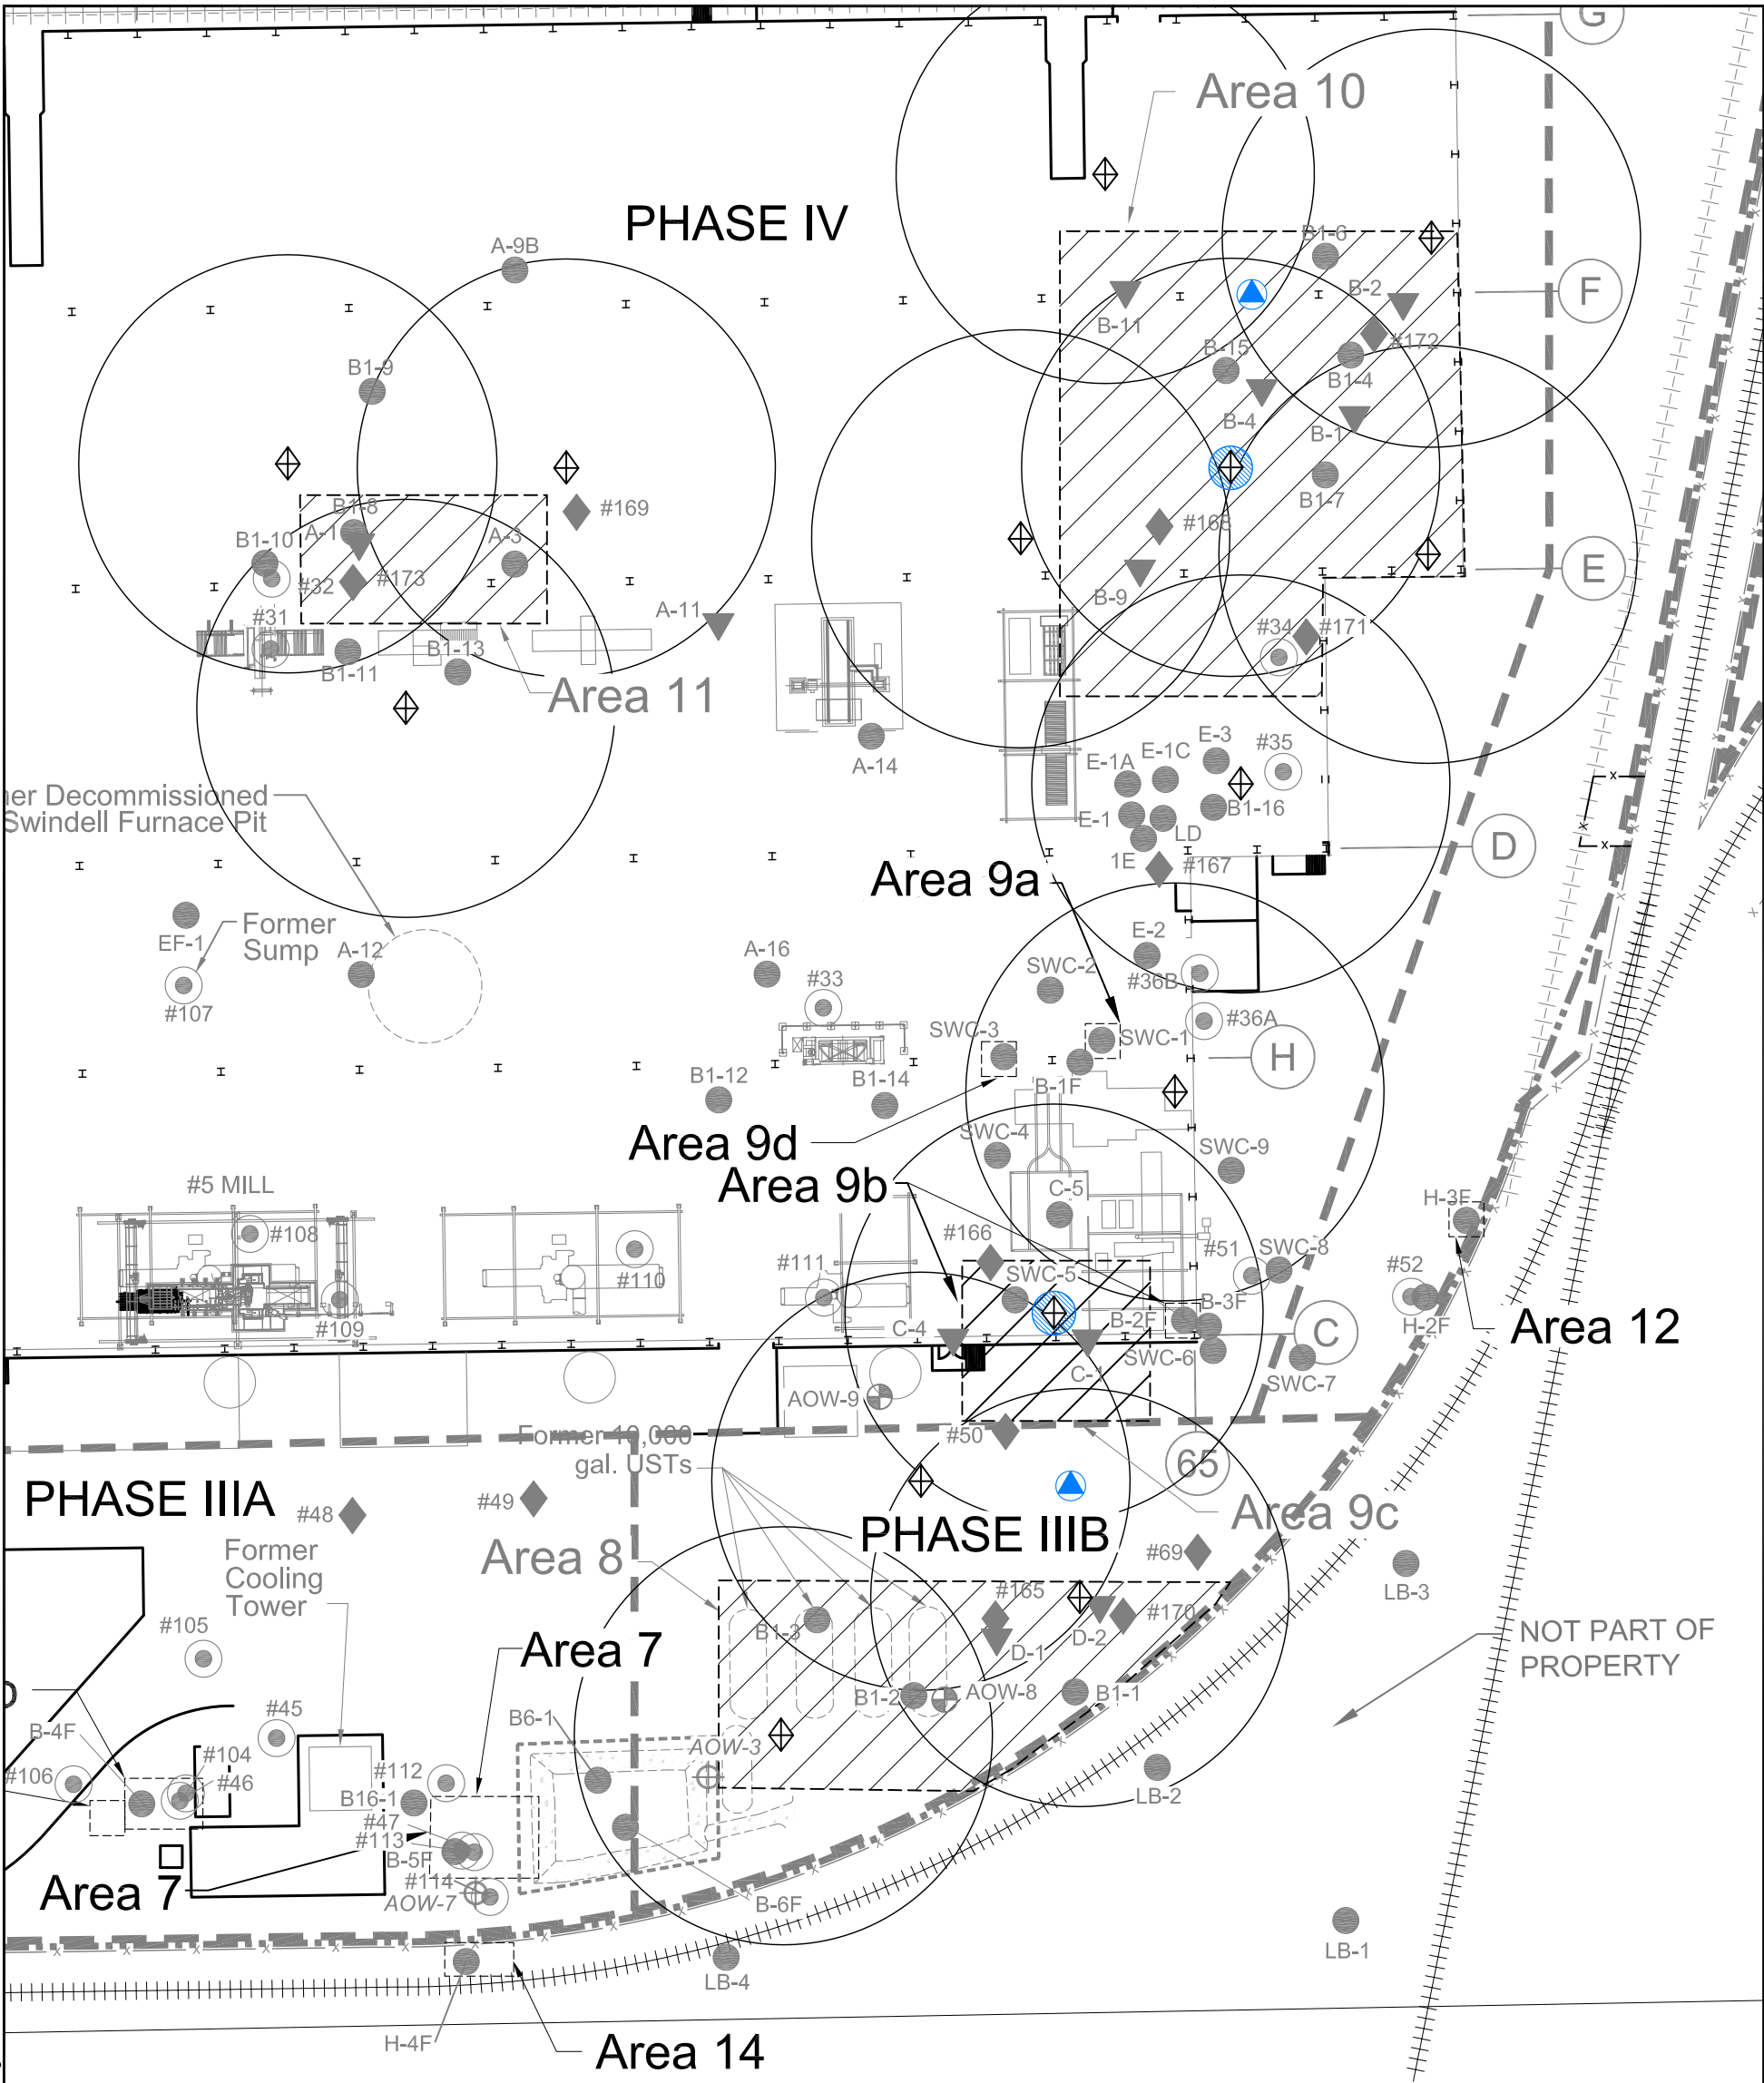 G
Area 10
PHASE IV
A-9B
B1-6
F
B-2
B-11
#172
B-15
B1-9
B1-4
B-4
B-1
B1-7
#169
B1-8
#168
A-1
A-3
B1-10
E
#173
#32
B-9
A-11
#31
#34
#171
B1-13
B1-11
Area 11
E-3
#35
E-1C
A-14
E-1A
er Decommissioned
Swindell Furnace Pit
B1-16
E-1
LD
D
1E
#167
Area 9a
Former
Sump
EF-1
A-12
E-2
A-16
SWC-2
#33
#36B
#107
#36A
SWC-3
SWC-1
H
B1-12
B1-14
B-1F
Area 9d
SWC-4
SWC-9
Area 9b
#5 MILL
C-5
H-3F
#108
#166
#51
SWC-8
#111
#110
SWC-5
#52
B-3F
#109
C-4
B-2F
H-2F
Area 12
C
SWC-6
C-1
SWC-7
AOW-9
Former 10,000
gal. USTs
#50
65
PHASE IIIA
#49
#48
Area 9c
PHASE IIIB
Former
Cooling
Tower
Area 8
#69
LB-3
#165
#170
#105
B1-3
D-2
NOT PART OF
PROPERTY
Area 7
D-1
B1-2
AOW-8
B1-1
#45
B6-1
B-4F
AOW-3
#104
#106
#46
#112
B16-1
LB-2
#47
#113
B-5F
#114
Area 7
AOW-7
B-6F
LB-1
LB-4
H-4F
Area 14